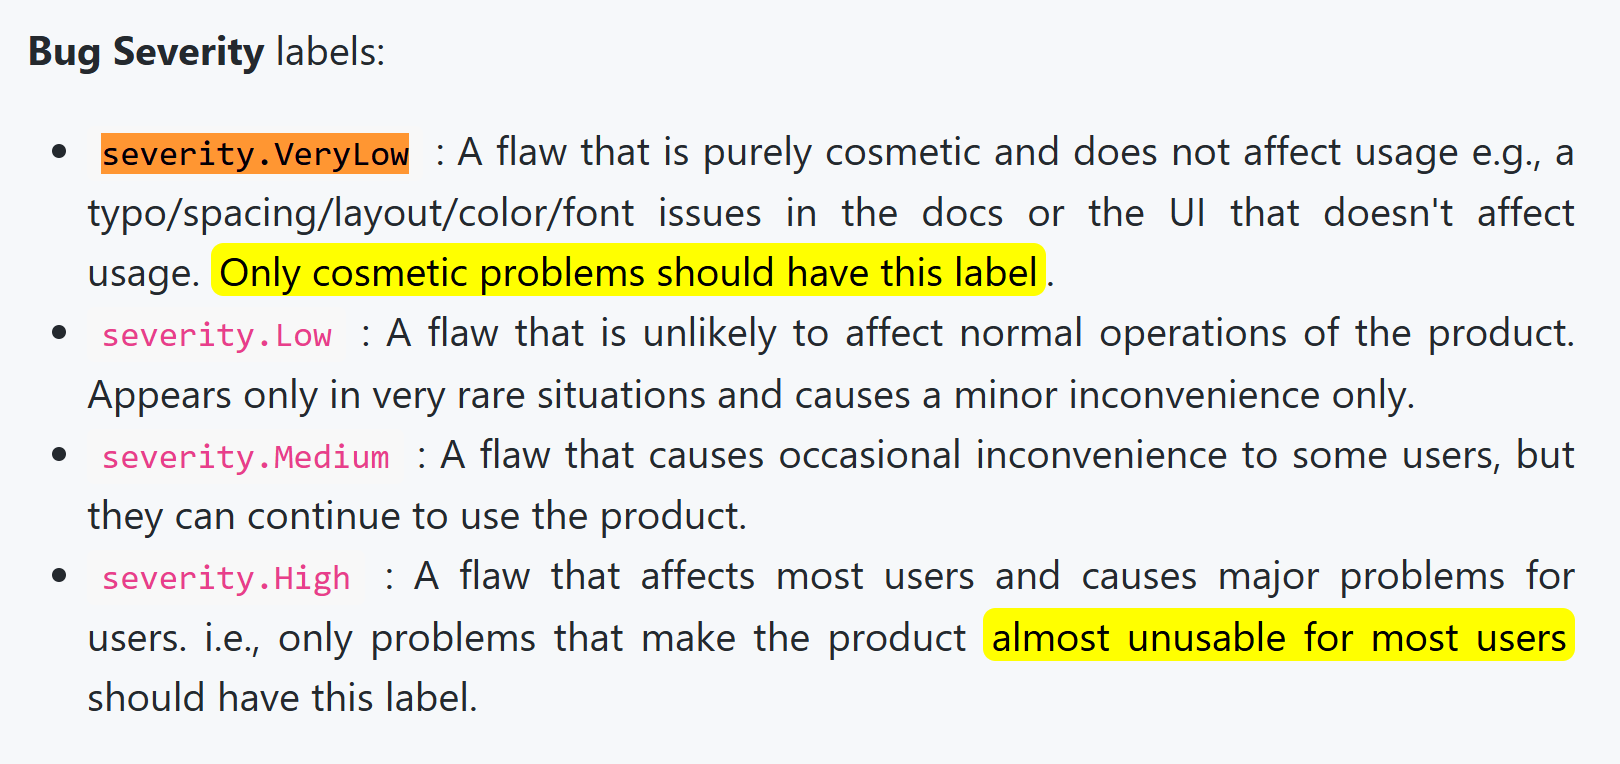 Bug Severity labels:
• severity.VeryLow : A flaw that is purely cosmetic and does not affect usage e.g., a
typo/spacing/layout/color/font issues in the docs or the UI that doesn't affect
usage. Only cosmetic problems should have this label.
• severity.Low : A flaw that is unlikely to affect normal operations of the product.
Appears only in very rare situations and causes a minor inconvenience only.
• severity.Medium : A flaw that causes occasional inconvenience to some users, but
they can continue to use the product.
• severity.High : A flaw that affects most users and causes major problems for
users. i.e., only problems that make the product almost unusable for most users
should have this label.